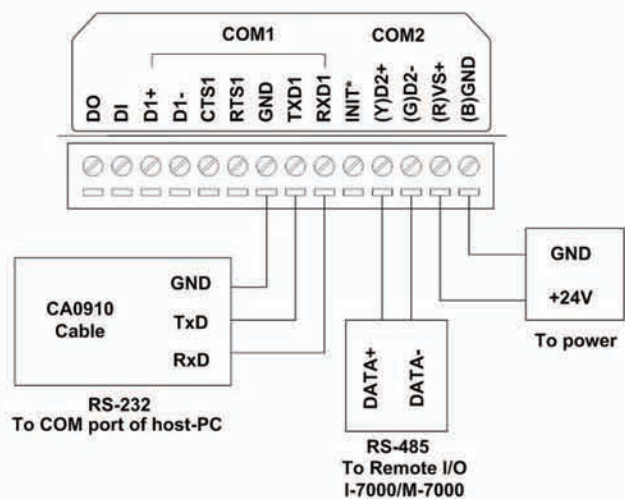 COM1
COM2
DO
DI
D1+
D1-
CTS1
RTS1
GND
TXD1
RXD1
INIT*
(Y)D2+
(G)D2-
(R)VS+
(B)GND
CA0910
Cable
GND
TxD
RxD
RS-232
To COM port of host-PC
DATA+
DATA-
RS-485
To Remote I/O
I-7000/M-7000
GND
+24V
To power